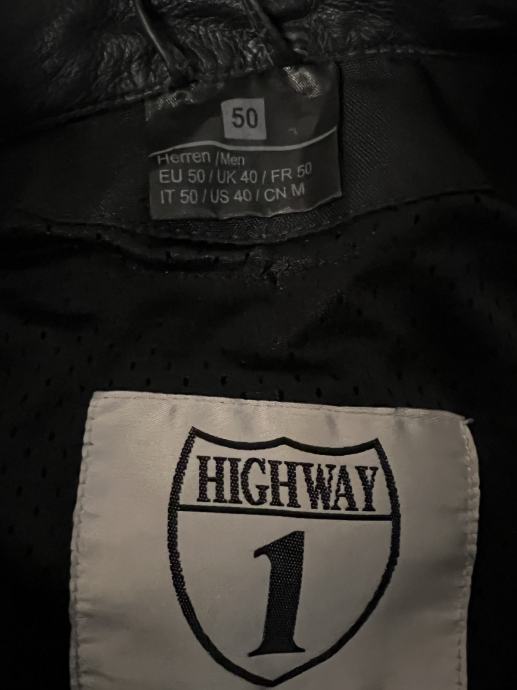 50
Herren / Men
EU 50 / UK 40 / FR 50
IT 50 / US 40 / CN M
HIGHWAY
1